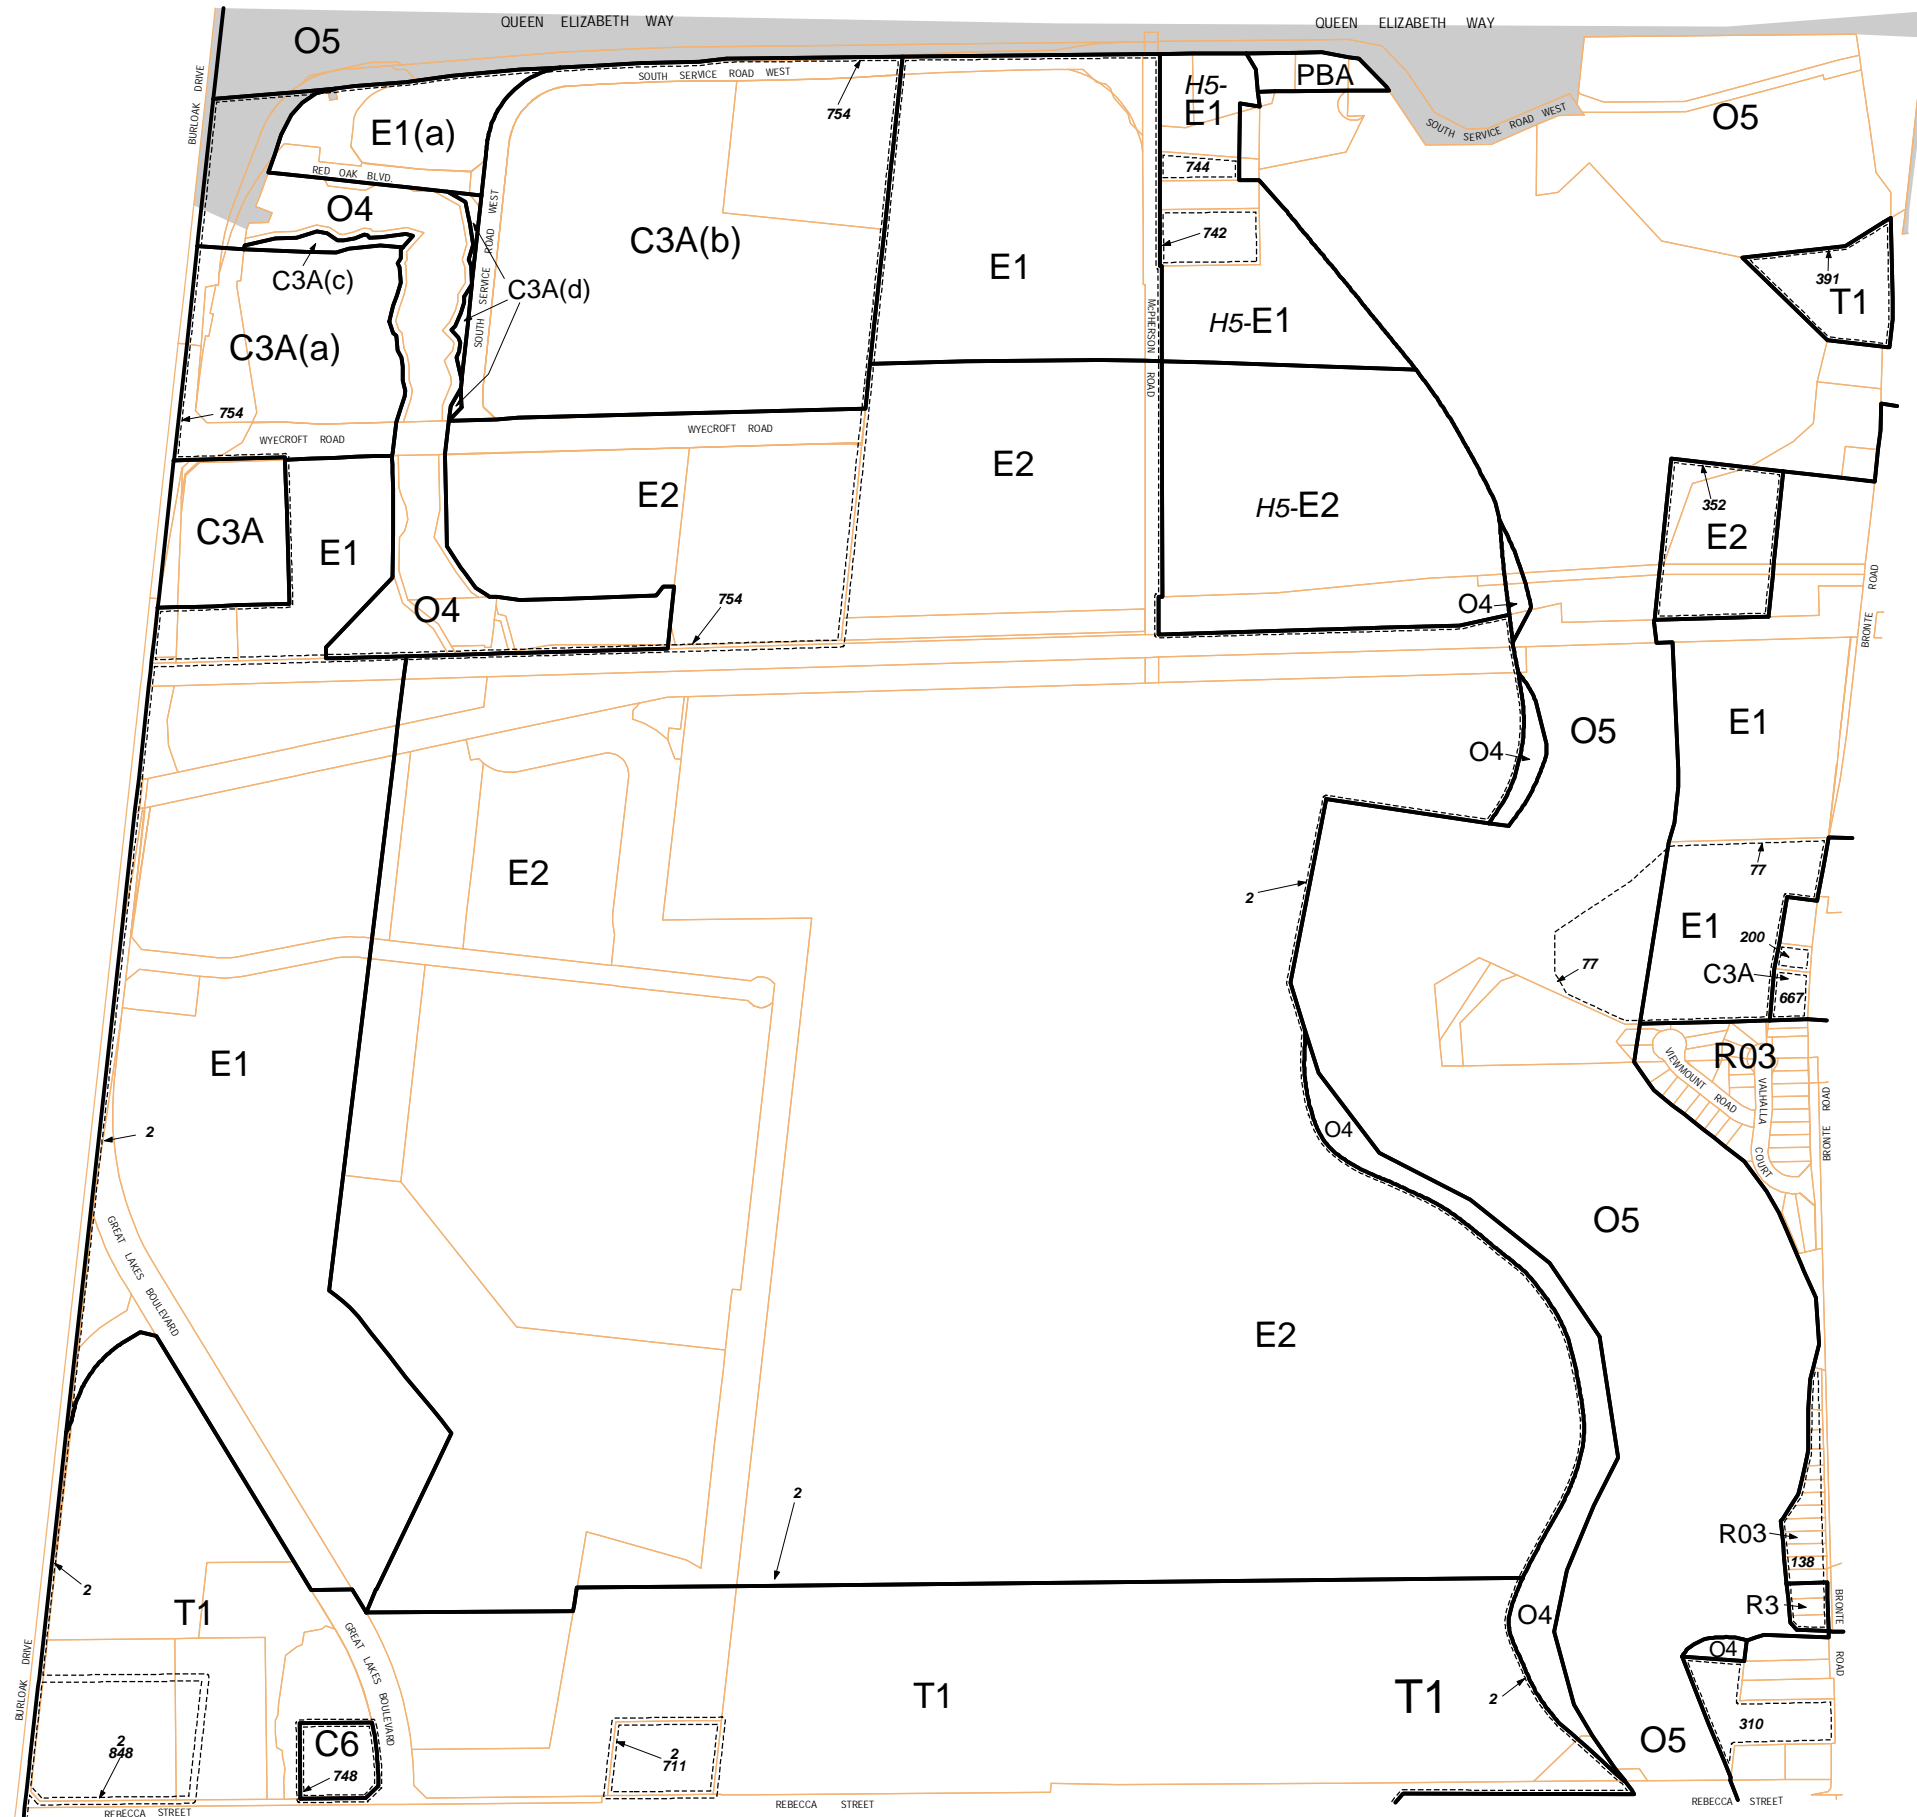 QUEEN ELIZABETH WAY
QUEEN ELIZABETH WAY
O5
BURLOAK DRIVE
SOUTH SERVICE ROAD WEST
754
H5-
E1
PBA
SOUTH SERVICE ROAD WEST
O5
E1(a)
RED OAK BLVD.
744
O4
SOUTH SERVICE ROAD WEST
C3A(b)
742
C3A(c)
C3A(d)
E1
391
T1
McPHERSON ROAD
H5-E1
C3A(a)
754
WYECROFT ROAD
WYECROFT ROAD
E2
E2
H5-E2
352
E2
C3A
E1
754
O4
O4
BRONTE ROAD
O5
E1
O4
E2
77
2
E1
200
77
C3A
667
E1
R03
VIEWMOUNT ROAD
VALHALLA COURT
BRONTE ROAD
2
O4
GREAT LAKES BOULEVARD
O5
E2
2
R03
138
2
T1
R3
O4
BRONTE ROAD
GREAT LAKES BOULEVARD
O4
BURLOAK DRIVE
T1
T1
2
2
848
C6
748
2
711
310
O5
REBECCA STREET
REBECCA STREET
REBECCA STREET